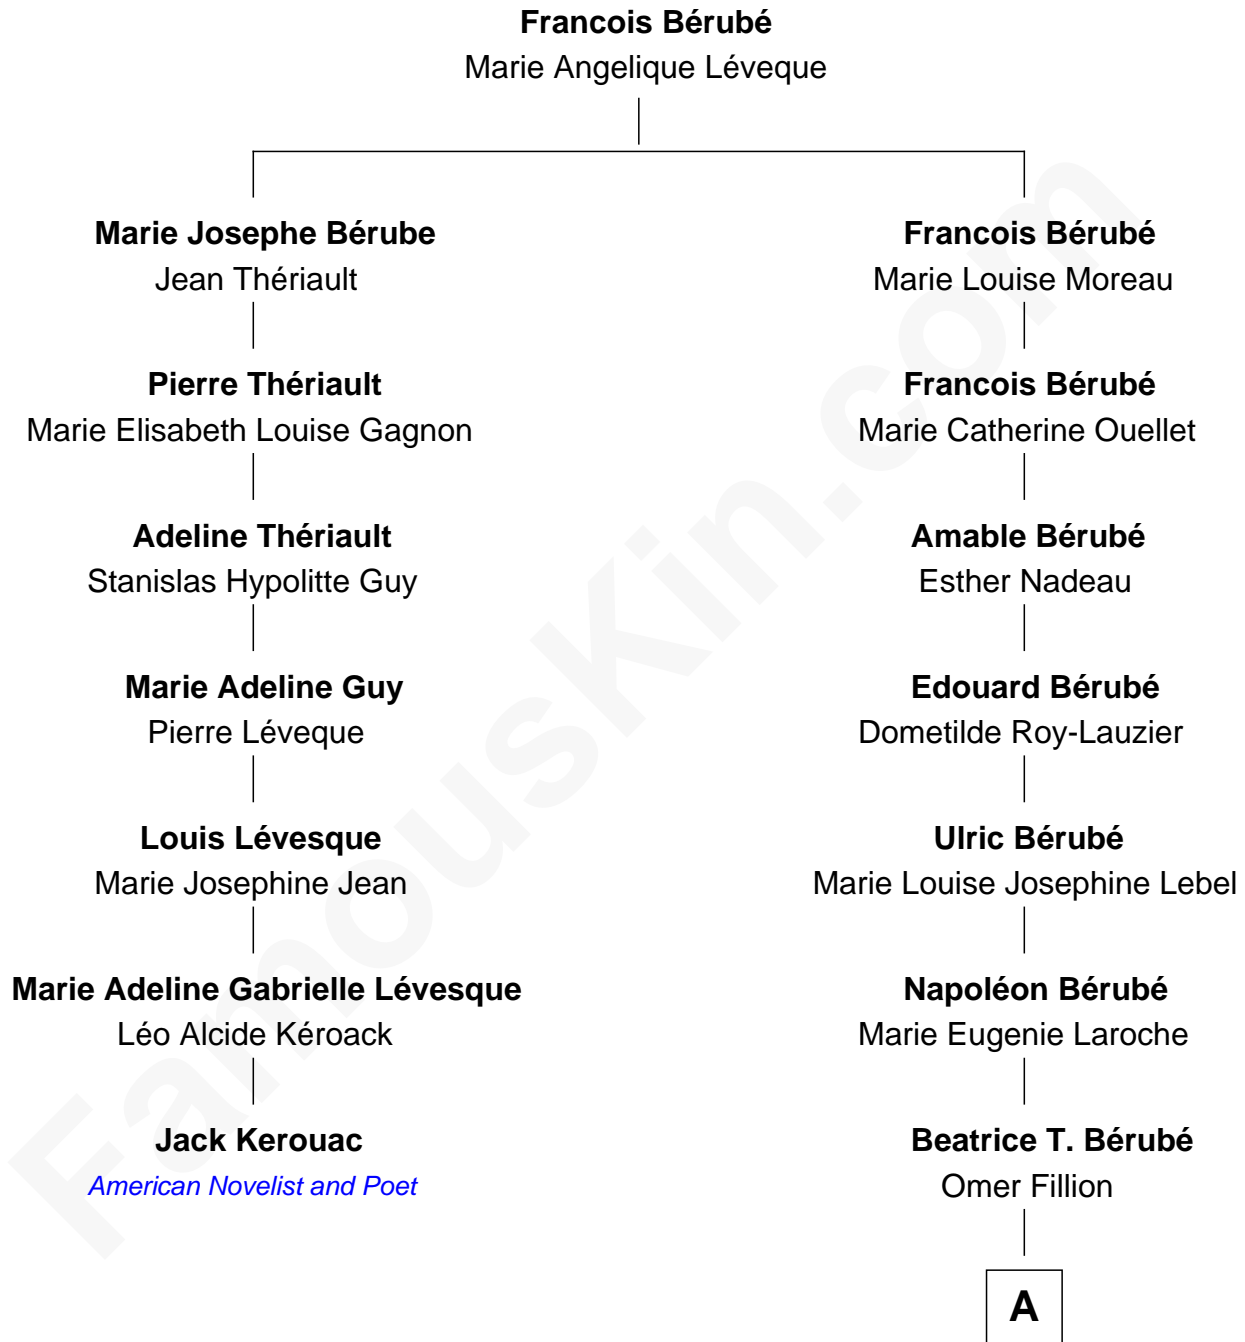 Francois Bérubé
Marie Angelique Léveque
Marie Josephe Bérube
Jean Thériault
Francois Bérubé
Marie Louise Moreau
Pierre Thériault
Marie Elisabeth Louise Gagnon
Francois Bérubé
Marie Catherine Ouellet
Adeline Thériault
Stanislas Hypolitte Guy
Amable Bérubé
Esther Nadeau
Marie Adeline Guy
Pierre Léveque
Edouard Bérubé
Dometilde Roy-Lauzier
Louis Lévesque
Marie Josephine Jean
Ulric Bérubé
Marie Louise Josephine Lebel
Marie Adeline Gabrielle Lévesque
Léo Alcide Kéroack
Napoléon Bérubé
Marie Eugenie Laroche
Jack Kerouac
American Novelist and Poet
Beatrice T. Bérubé
Omer Fillion
A
FamousKin.com